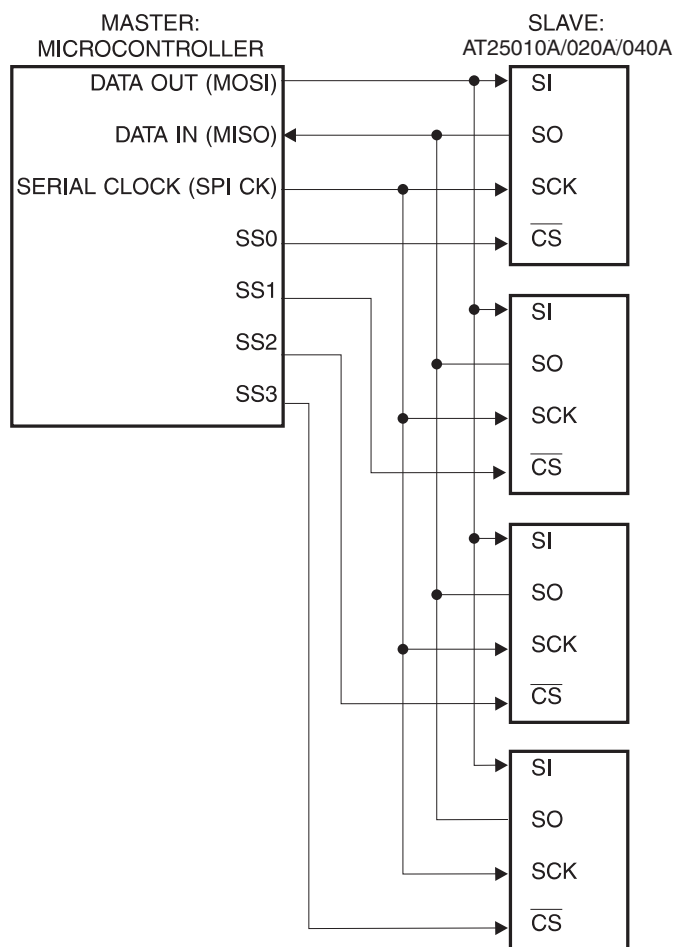 MASTER:
MICROCONTROLLER
SLAVE:
AT25010A/020A/040A
DATA OUT (MOSI)
DATA IN (MISO)
SERIAL CLOCK (SPI CK)
SS0
SS1
SS2
SS3
SI
SO
SCK
CS
SI
SO
SCK
CS
SI
SO
SCK
CS
SI
SO
SCK
CS